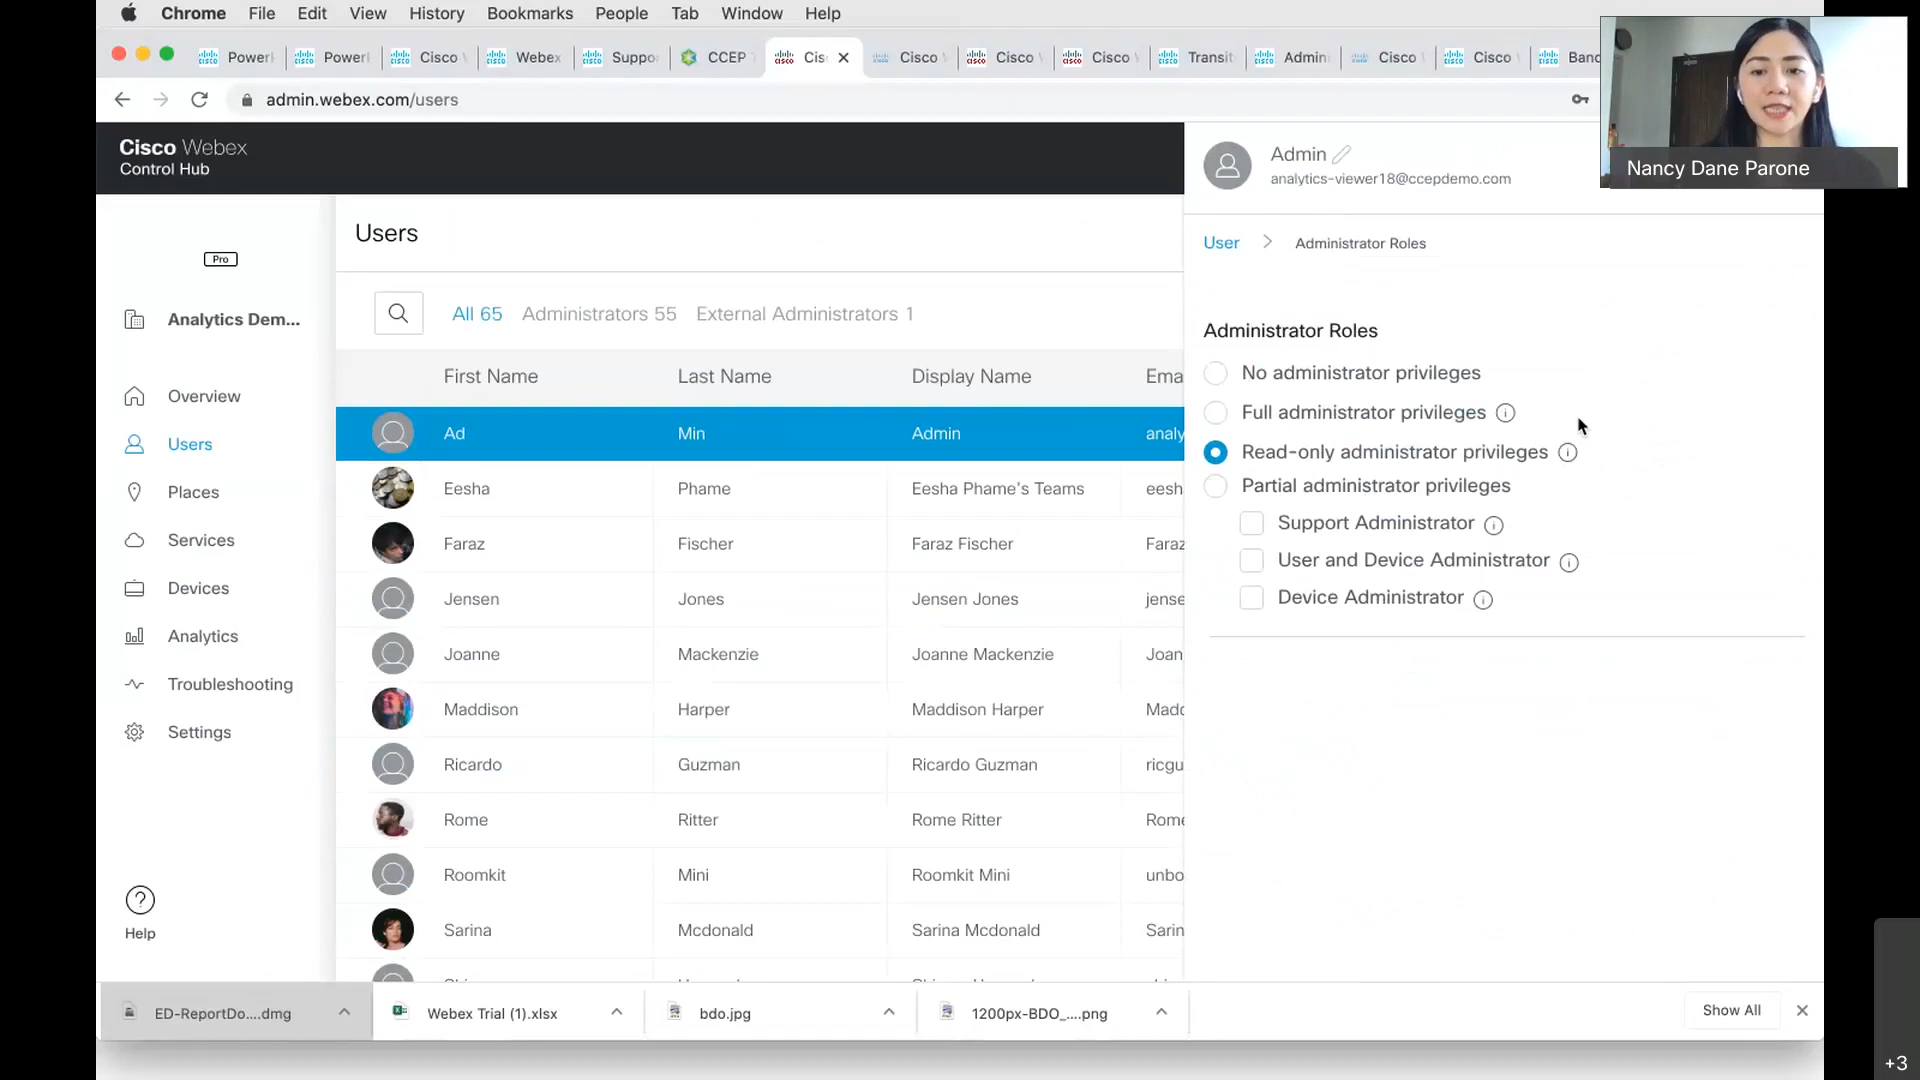 Chrome File Edit View History Bookmarks People Tab Window Help
Power Power Cisco Webex Suppo CCEP Cis Cisco Cisco Cisco Transit Admin Cisco Cisco Banc
admin.webex.com/users
Nancy Dane Parone
Cisco Webex
Control Hub
Pro
Analytics Dem...
Overview
Users
Places
Services
Devices
Analytics
Troubleshooting
Settings
Help
Users
All 65 Administrators 55 External Administrators 1
First Name Last Name Display Name Ema
Ad Min Admin analy
Eesha Phame Eesha Phame's Teams eesh
Faraz Fischer Faraz Fischer Faraz
Jensen Jones Jensen Jones jense
Joanne Mackenzie Joanne Mackenzie Joan
Maddison Harper Maddison Harper Madd
Ricardo Guzman Ricardo Guzman ricgu
Rome Ritter Rome Ritter Rome
Roomkit Mini Roomkit Mini unbo
Sarina Mcdonald Sarina Mcdonald Sarin
Admin
analytics-viewer18@ccepdemo.com
User > Administrator Roles
Administrator Roles
No administrator privileges
Full administrator privileges
Read-only administrator privileges
Partial administrator privileges
Support Administrator
User and Device Administrator
Device Administrator
ED-ReportDo....dmg Webex Trial (1).xlsx bdo.jpg 1200px-BDO_....png Show All
+3